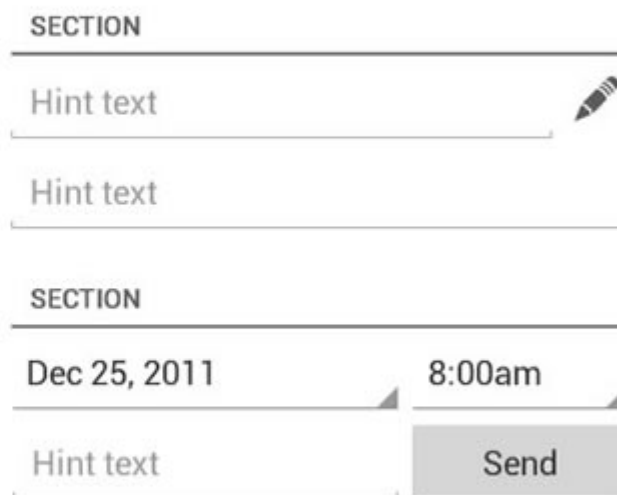 SECTION
Hint text
Hint text
SECTION
Dec 25, 2011 8:00am
Hint text Send